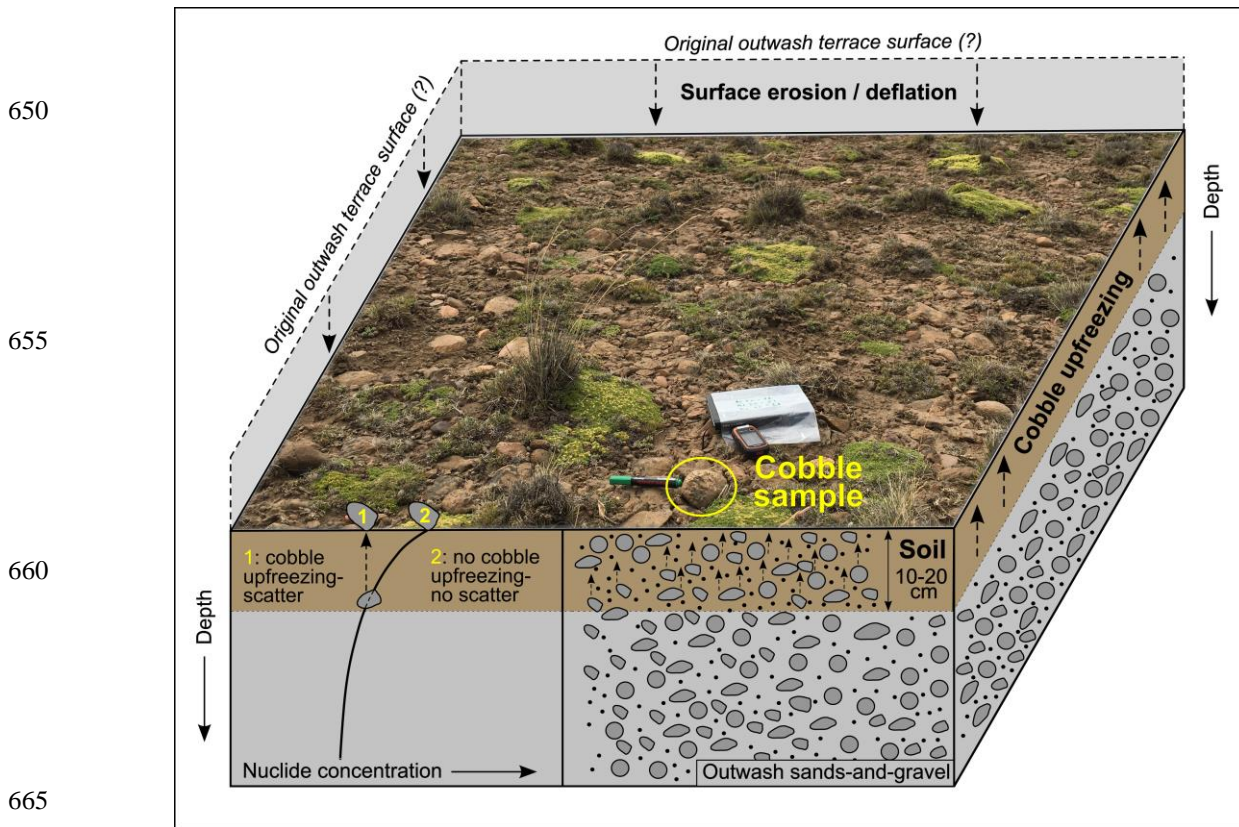 Original outwash terrace surface (?)
650
Surface erosion / deflation
Original outwash terrace surface (?)
Depth
655
Cobble upfreezing
Cobble
sample
1
2
Soil
10-20
cm
1: cobble
upfreezing-
scatter
2: no cobble
upfreezing-
no scatter
660
Depth
Nuclide concentration
Outwash sands-and-gravel
665